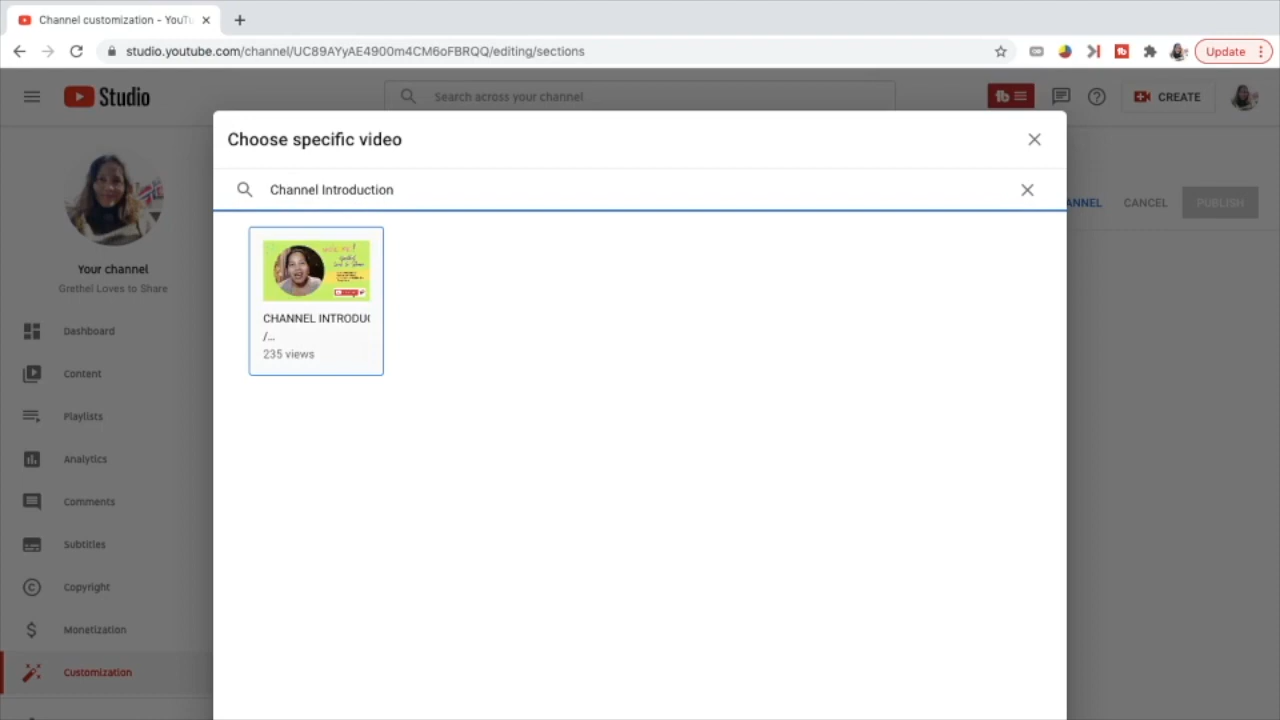 Channel customization - YouTu
studio.youtube.com/channel/UC89AYyAE4900m4CM6oFBRQQ/editing/sections
Update
Studio
Search across your channel
CREATE
Choose specific video
Channel Introduction
ANNEL
CANCEL
PUBLISH
CHANNEL INTRODUC
/...
235 views
Your channel
Grethel Loves to Share
Dashboard
Content
Playlists
Analytics
Comments
Subtitles
Copyright
Monetization
Customization